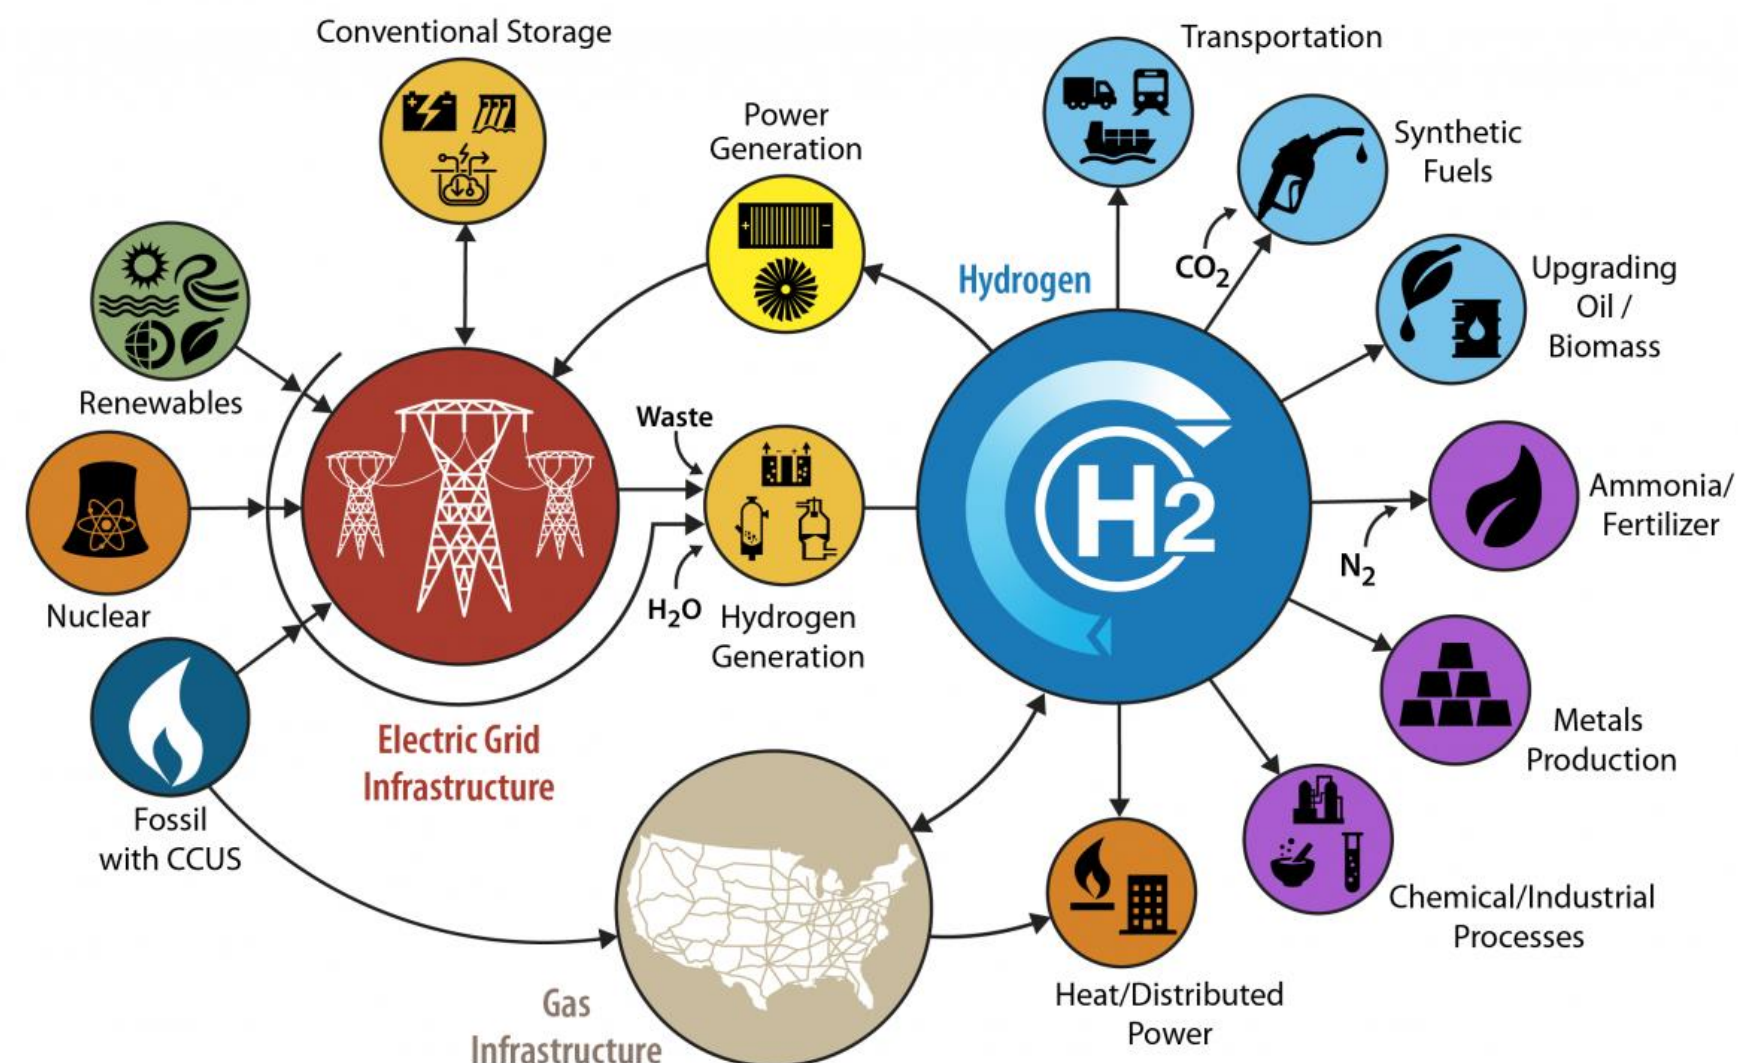 Conventional Storage
Transportation
Power
Generation
Synthetic
Fuels
CO2
Hydrogen
Upgrading
Oil /
Biomass
Renewables
Waste
H2
Ammonia/
Fertilizer
N2
Nuclear
H2O
Hydrogen
Generation
Electric Grid
Infrastructure
Metals
Production
Fossil
with CCUS
Chemical/Industrial
Processes
Gas
Infrastructure
Heat/Distributed
Power